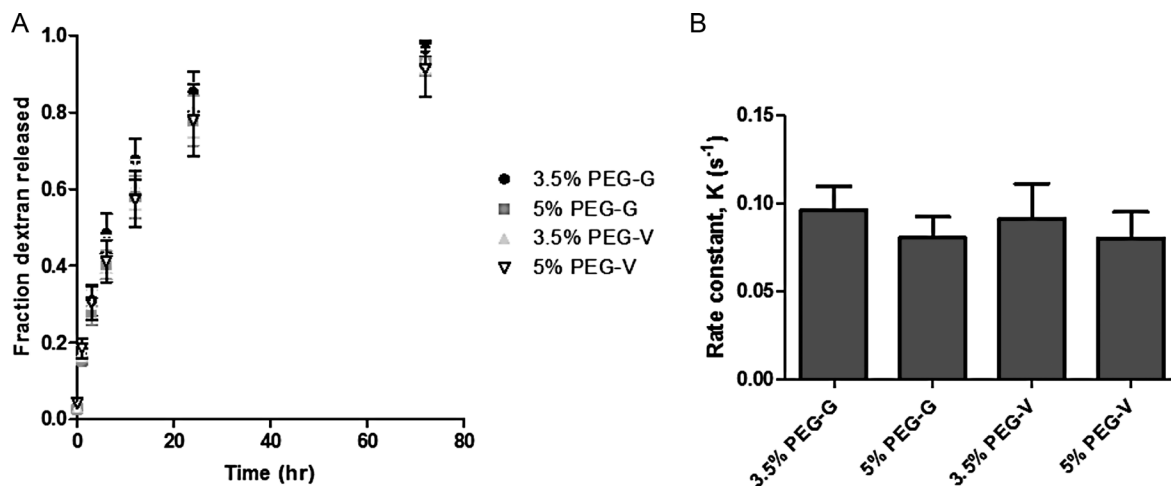 A
Fraction dextran released
1.0
0.8
0.6
0.4
0.2
0.0
0
20
40
60
80
Time (hr)
3.5% PEG-G
5% PEG-G
3.5% PEG-V
5% PEG-V
B
Rate constant, K (s⁻¹)
0.15
0.10
0.05
0.00
3.5% PEG-G
5% PEG-G
3.5% PEG-V
5% PEG-V